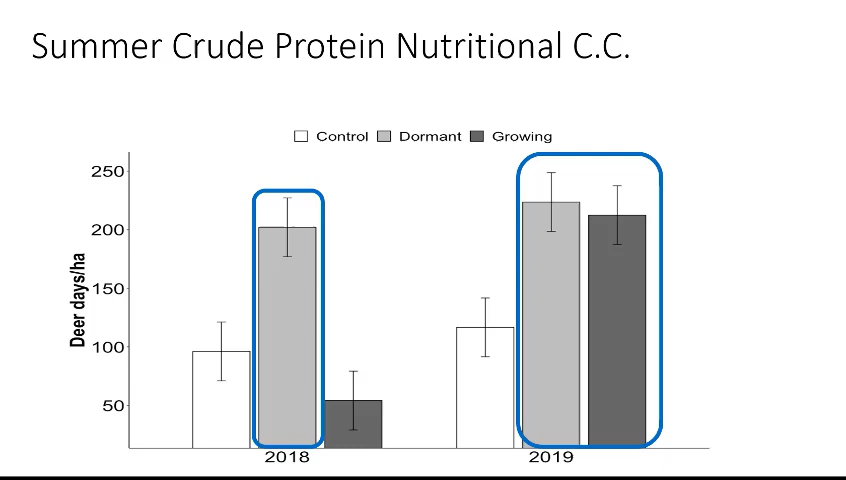 Summer Crude Protein Nutritional C.C.
Control Dormant Growing
250
200
150
100
50
Deer days/ha
2018 2019